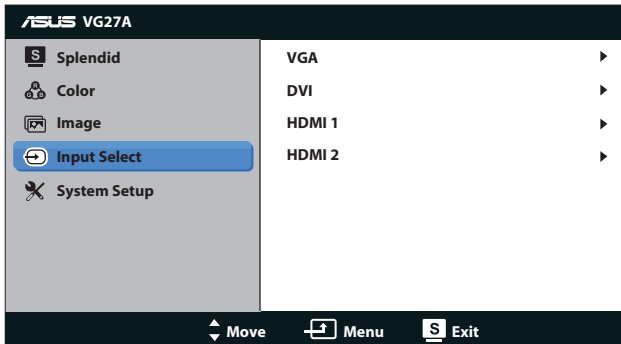 ASUS VG27A
S Splendid
Color
Image
Input Select
System Setup
VGA
DVI
HDMI 1
HDMI 2
Move Menu S Exit